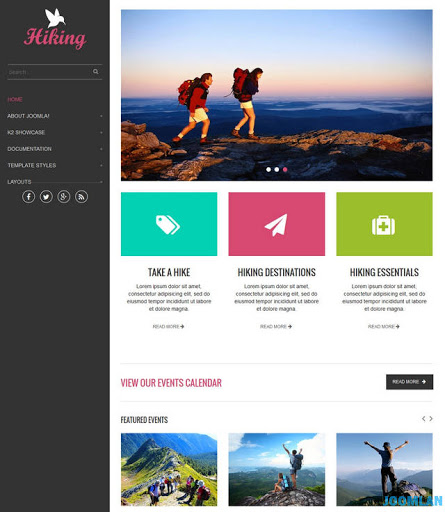 Hiking
Search
HOME
ABOUT JOOMLA!
K2 SHOWCASE
DOCUMENTATION
TEMPLATE STYLES
LAYOUTS
TAKE A HIKE
Lorem ipsum dolor sit amet,
consectetur adipiscing elit, sed do
eiusmod tempor incididunt ut labore
et dolore magna
READ MORE
HIKING DESTINATIONS
Lorem ipsum dolor sit amet,
consectetur adipiscing elit, sed do
eiusmod tempor incididunt ut labore
et dolore magna
READ MORE
HIKING ESSENTIALS
Lorem ipsum dolor sit amet,
consectetur adipiscing elit, sed do
eiusmod tempor incididunt ut labore
et dolore magna
READ MORE
VIEW OUR EVENTS CALENDAR
READ MORE
FEATURED EVENTS
JOOMLAN